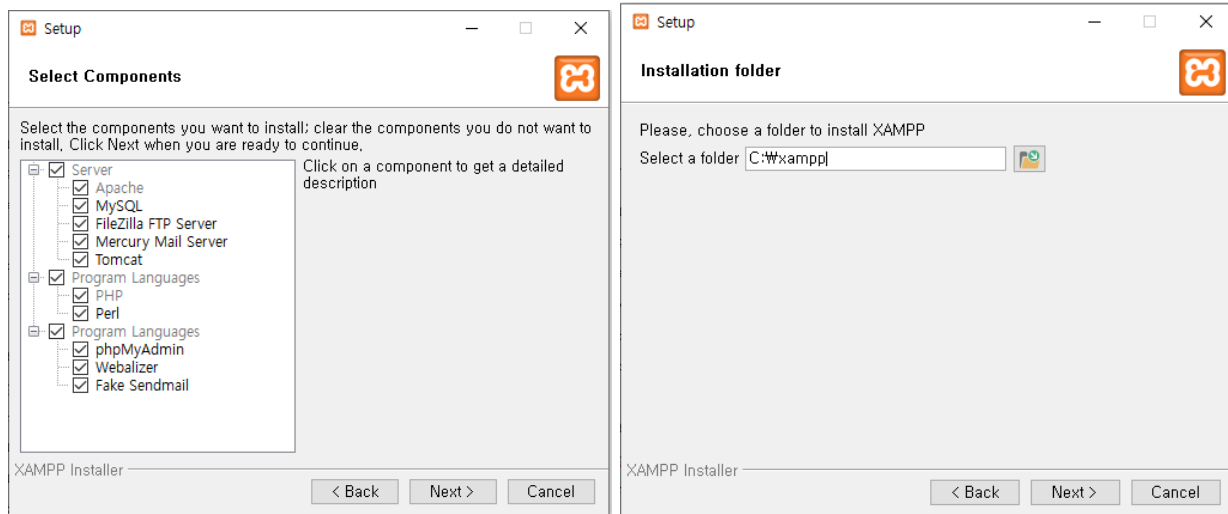 Setup
Select Components
Select the components you want to install; clear the components you do not want to
install. Click Next when you are ready to continue.
Server
Apache
MySQL
FileZilla FTP Server
Mercury Mail Server
Tomcat
Program Languages
PHP
Perl
Program Languages
phpMyAdmin
Webalizer
Fake Sendmail
Click on a component to get a detailed
description
XAMPP Installer
< Back
Next >
Cancel
Setup
Installation folder
Please, choose a folder to install XAMPP
Select a folder C:₩xampp
XAMPP Installer
< Back
Next >
Cancel